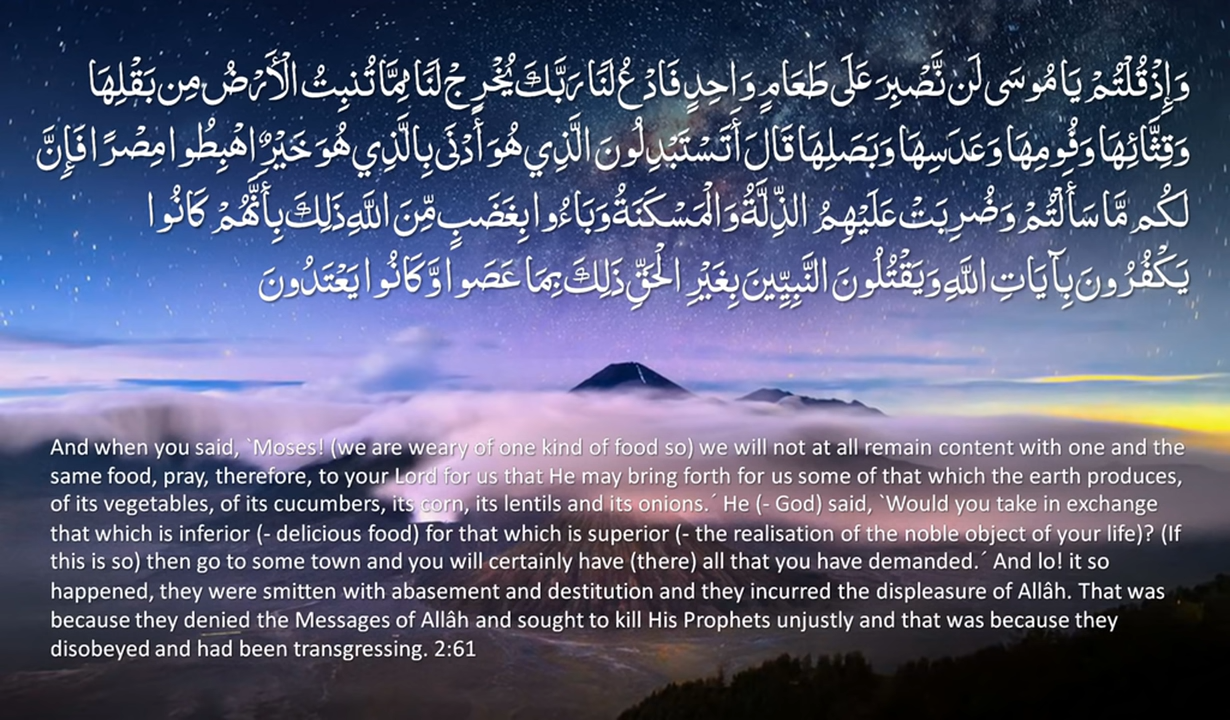 وَإِذْ قُلْتُمْ يَا مُوسَى لَن نَّصْبِرَ عَلَى طَعَامٍ وَاحِدٍ فَادْعُ لَنَا رَبَّكَ يُخْرِجْ لَنَا مِمَّا تُنبِتُ الْأَرْضُ مِن بَقْلِهَا
وَقِثَّائِهَا وَفُومِهَا وَعَدَسِهَا وَبَصَلِهَا قَالَ أَتَسْتَبْدِلُونَ الَّذِي هُوَ أَدْنَى بِالَّذِي هُوَ خَيْرٌ اهْبِطُوا مِصْرًا فَإِنَّ
لَكُم مَّا سَأَلْتُمْ وَضُرِبَتْ عَلَيْهِمُ الذِّلَّةُ وَالْمَسْكَنَةُ وَبَاءُوا بِغَضَبٍ مِّنَ اللَّهِ ذَلِكَ بِأَنَّهُمْ كَانُوا
يَكْفُرُونَ بِآيَاتِ اللَّهِ وَيَقْتُلُونَ النَّبِيِّينَ بِغَيْرِ الْحَقِّ ذَلِكَ بِمَا عَصَوا وَّكَانُوا يَعْتَدُونَ
And when you said, `Moses! (we are weary of one kind of food so) we will not at all remain content with one and the
same food, pray, therefore, to your Lord for us that He may bring forth for us some of that which the earth produces,
of its vegetables, of its cucumbers, its corn, its lentils and its onions.´ He (- God) said, `Would you take in exchange
that which is inferior (- delicious food) for that which is superior (- the realisation of the noble object of your life)? (If
this is so) then go to some town and you will certainly have (there) all that you have demanded.´ And lo! it so
happened, they were smitten with abasement and destitution and they incurred the displeasure of Allâh. That was
because they denied the Messages of Allâh and sought to kill His Prophets unjustly and that was because they
disobeyed and had been transgressing. 2:61